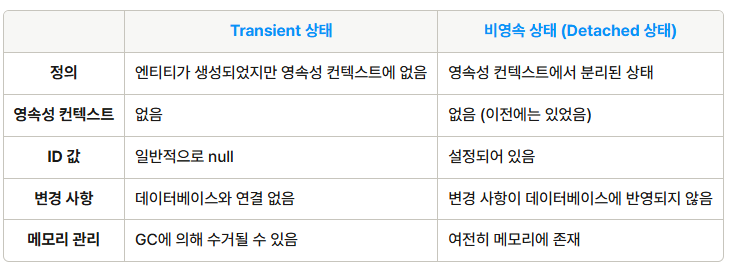 Transient 상태 비영속 상태 (Detached 상태)
정의 엔티티가 생성되었지만 영속성 컨텍스트에 없음 영속성 컨텍스트에서 분리된 상태
영속성 컨텍스트 없음 없음 (이전에는 있었음)
ID 값 일반적으로 null 설정되어 있음
변경 사항 데이터베이스와 연결 없음 변경 사항이 데이터베이스에 반영되지 않음
메모리 관리 GC에 의해 수거될 수 있음 여전히 메모리에 존재